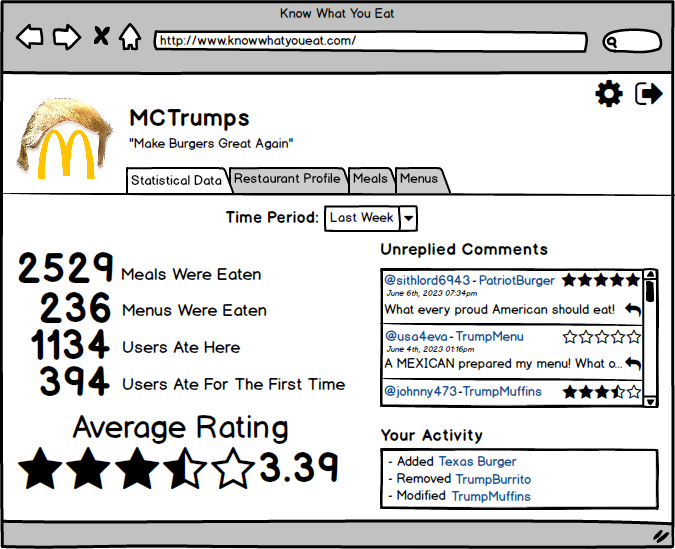 Know What You Eat
http://www.knowwhatyoueat.com/
MCTrumps
"Make Burgers Great Again"
Statistical Data
Restaurant Profile
Meals
Menus
Time Period: Last Week
2529 Meals Were Eaten
236 Menus Were Eaten
1134 Users Ate Here
394 Users Ate For The First Time
Average Rating
3.39
Unreplied Comments
@sithlord6943 - PatriotBurger
June 6th, 2023 07:34pm
What every proud American should eat!
@usa4eva - TrumpMenu
June 4th, 2023 01:16pm
A MEXICAN prepared my menu! What o...
@johnny473 - TrumpMuffins
Your Activity
- Added Texas Burger
- Removed TrumpBurrito
- Modified TrumpMuffins